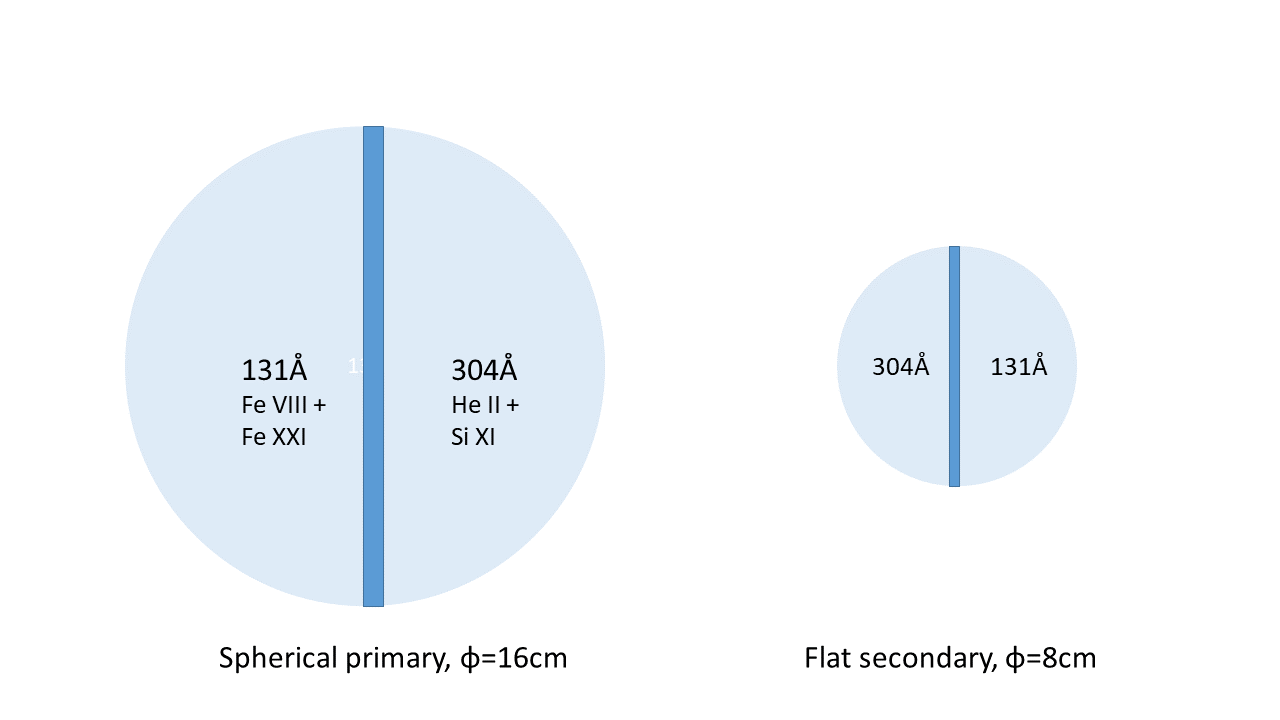 131Å
Fe VIII +
Fe XXI
304Å
He II +
Si XI
304Å
131Å
Spherical primary, ϕ=16cm
Flat secondary, ϕ=8cm